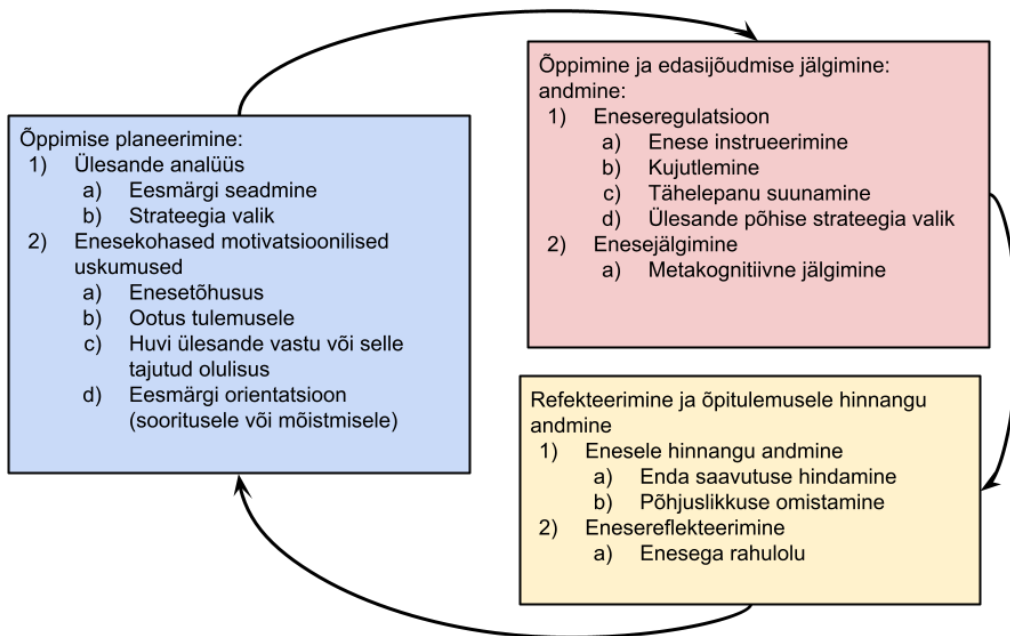 Õppimise planeerimine:
1) Ülesande analüüs
a) Eesmärgi seadmine
b) Strateegia valik
2) Enesekohased motivatsioonilised
uskumused
a) Enesetõhusus
b) Ootus tulemusele
c) Huvi ülesande vastu või selle
tajutud olulisus
d) Eesmärgi orientatsioon
(sooritusele või mõistmisele)
Õppimine ja edasijõudmise jälgimine:
andmine:
1) Eneseregulatsioon
a) Enese instrueerimine
b) Kujutlemine
c) Tähelepanu suunamine
d) Ülesande põhise strateegia valik
2) Enesejälgimine
a) Metakognitiivne jälgimine
Refekteerimine ja õpitulemusele hinnangu
andmine
1) Enesele hinnangu andmine
a) Enda saavutuse hindamine
b) Põhjuslikkuse omistamine
2) Enesereflekteerimine
a) Enesega rahulolu